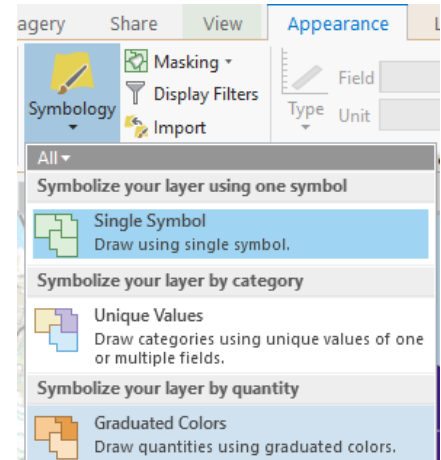 agery Share View Appearance L
Masking
Field
Display Filters
Symbology
Type
Unit
Import
All
Symbolize your layer using one symbol
Single Symbol
Draw using single symbol.
Symbolize your layer by category
Unique Values
Draw categories using unique values of one
or multiple fields.
Symbolize your layer by quantity
Graduated Colors
Draw quantities using graduated colors.